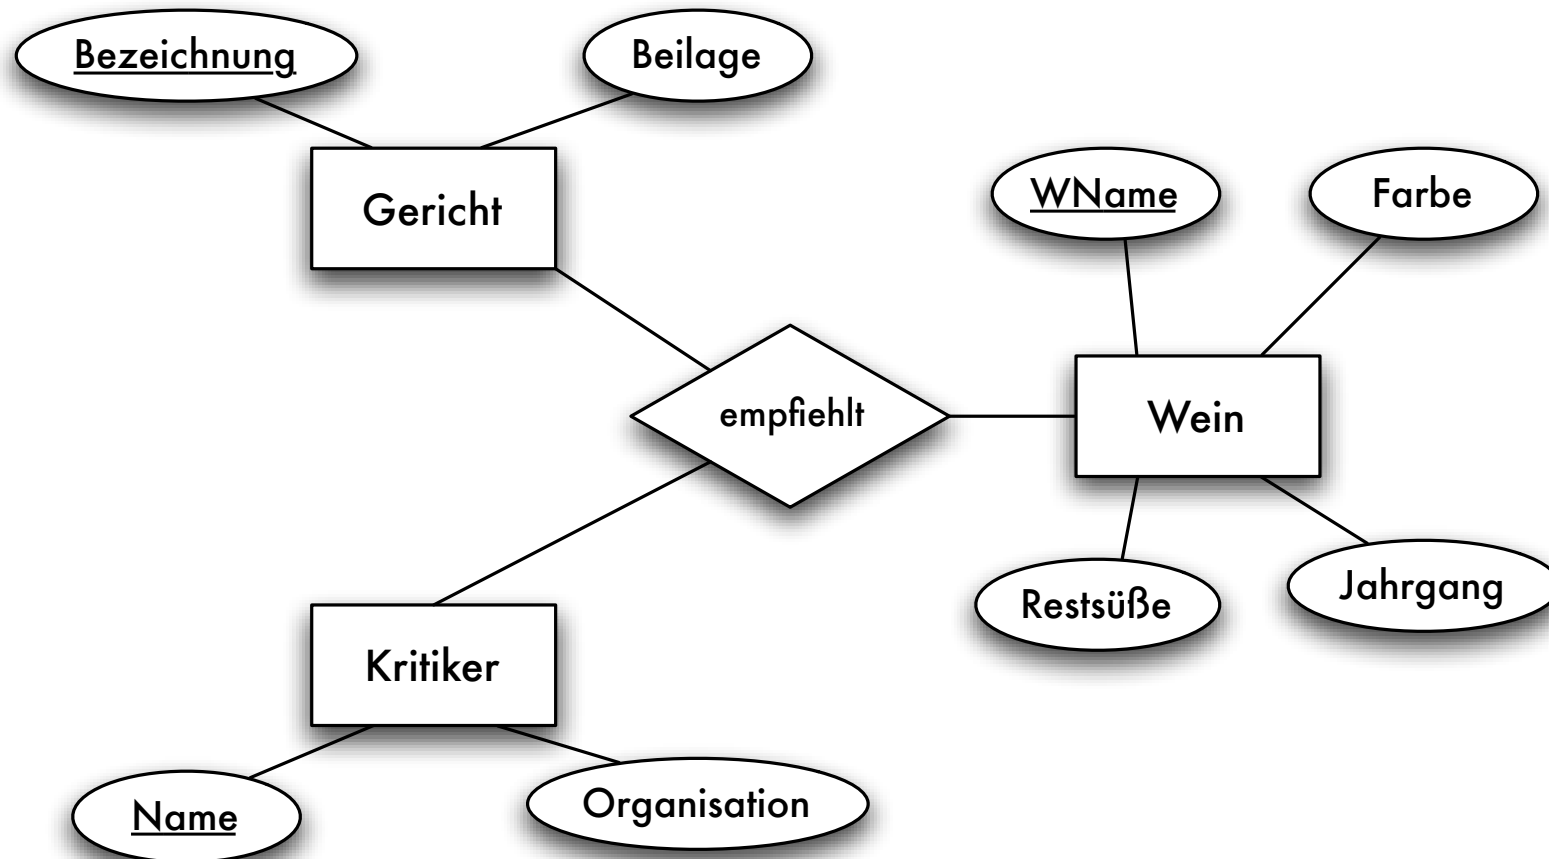 Bezeichnung
Beilage
Gericht
WName
Farbe
empfiehlt
Wein
Restsüße
Jahrgang
Kritiker
Name
Organisation